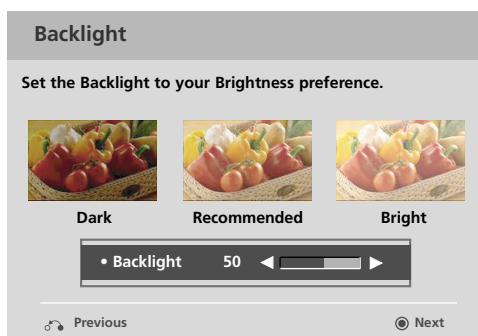 Backlight
Set the Backlight to your Brightness preference.
Dark Recommended Bright
• Backlight 50
Previous Next